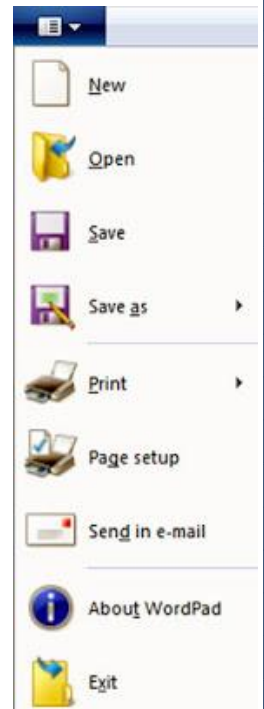 New
Open
Save
Save as
Print
Page setup
Send in e-mail
About WordPad
Exit